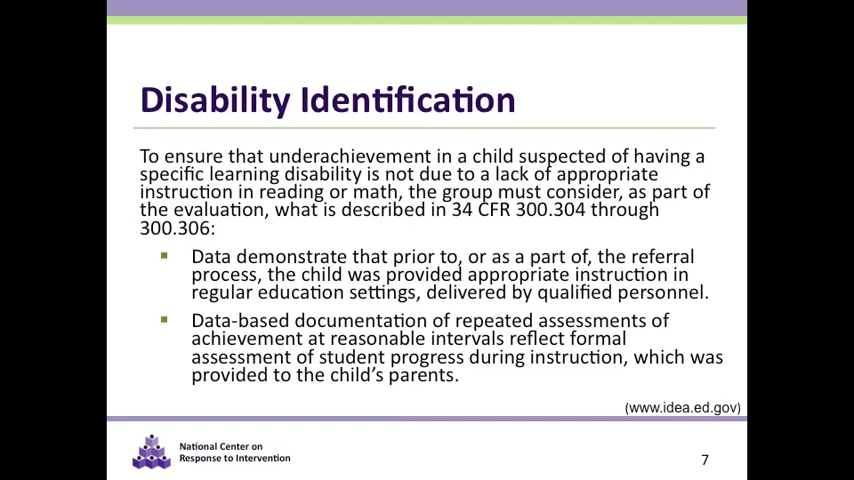 Disability Identification
To ensure that underachievement in a child suspected of having a
specific learning disability is not due to a lack of appropriate
instruction in reading or math, the group must consider, as part of
the evaluation, what is described in 34 CFR 300.304 through
300.306:
Data demonstrate that prior to, or as a part of, the referral
process, the child was provided appropriate instruction in
regular education settings, delivered by qualified personnel.
Data-based documentation of repeated assessments of
achievement at reasonable intervals reflect formal
assessment of student progress during instruction, which was
provided to the child's parents.
(www.idea.ed.gov)
National Center on
Response to Intervention
7